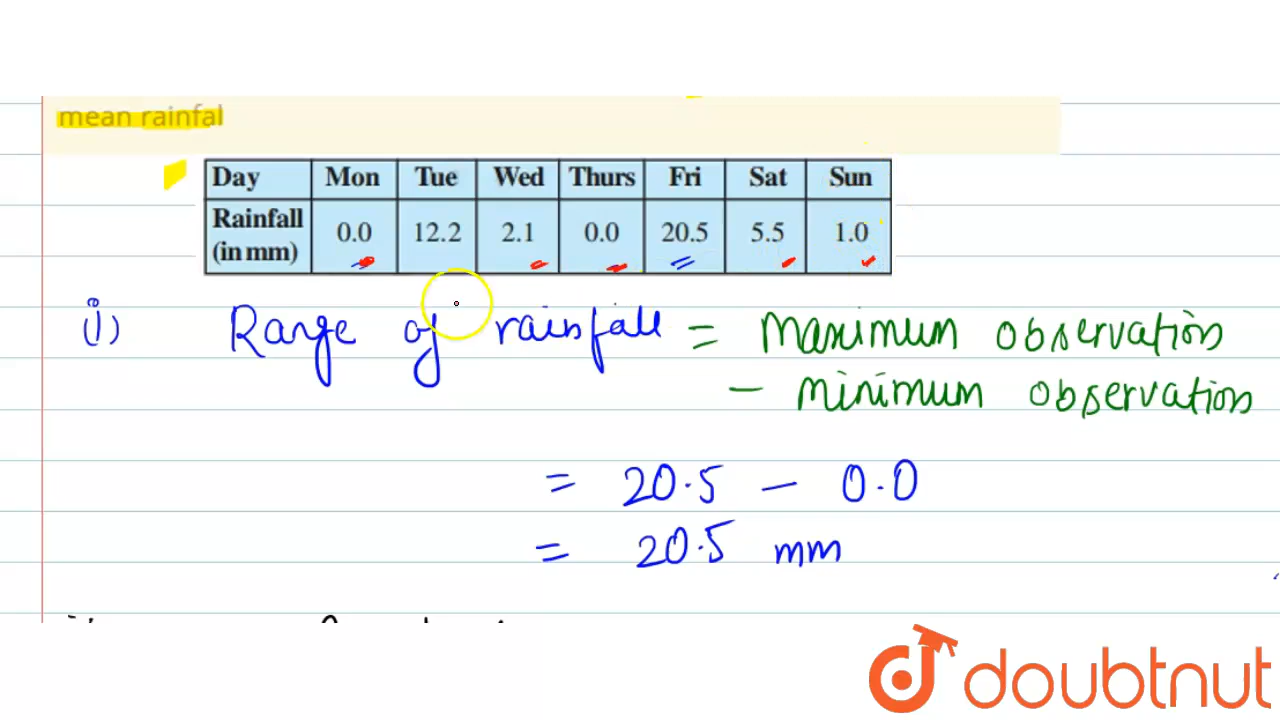 mean rainfal
Day Mon Tue Wed Thurs Fri Sat Sun
Rainfall (in mm) 0.0 12.2 2.1 0.0 20.5 5.5 1.0
(i) Range of rainfall = Maximum observation
- Minimum observation
= 20.5 - 0.0
= 20.5 mm
doubtnut